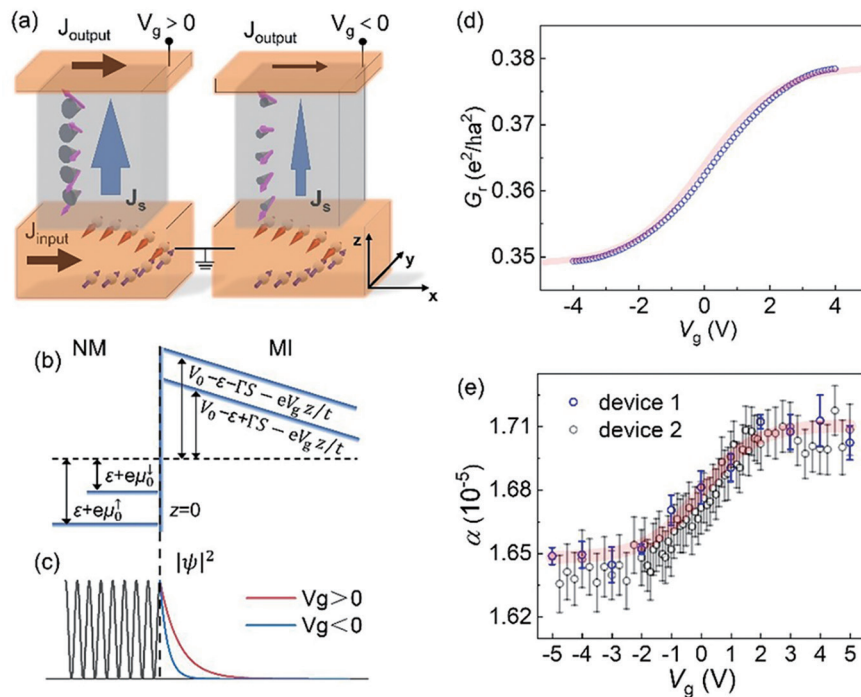 (a)
V_g > 0
V_g < 0
J_output
J_output
J_s
J_s
J_input
z
y
x
(b)
NM
MI
V_0−ε−ΓS − eV_g z/t
V_0−ε+ΓS − eV_g z/t
ε+eμ_0^↓
ε+eμ_0^↑
z=0
(c)
|ψ|^2
Vg>0
Vg<0
(d)
0.38
0.37
0.36
0.35
G_r (e^2/ha^2)
-4
-2
0
2
4
V_g (V)
(e)
device 1
device 2
1.71
1.68
1.65
1.62
α (10^-5)
-5
-4
-3
-2
-1
0
1
2
3
4
5
V_g (V)